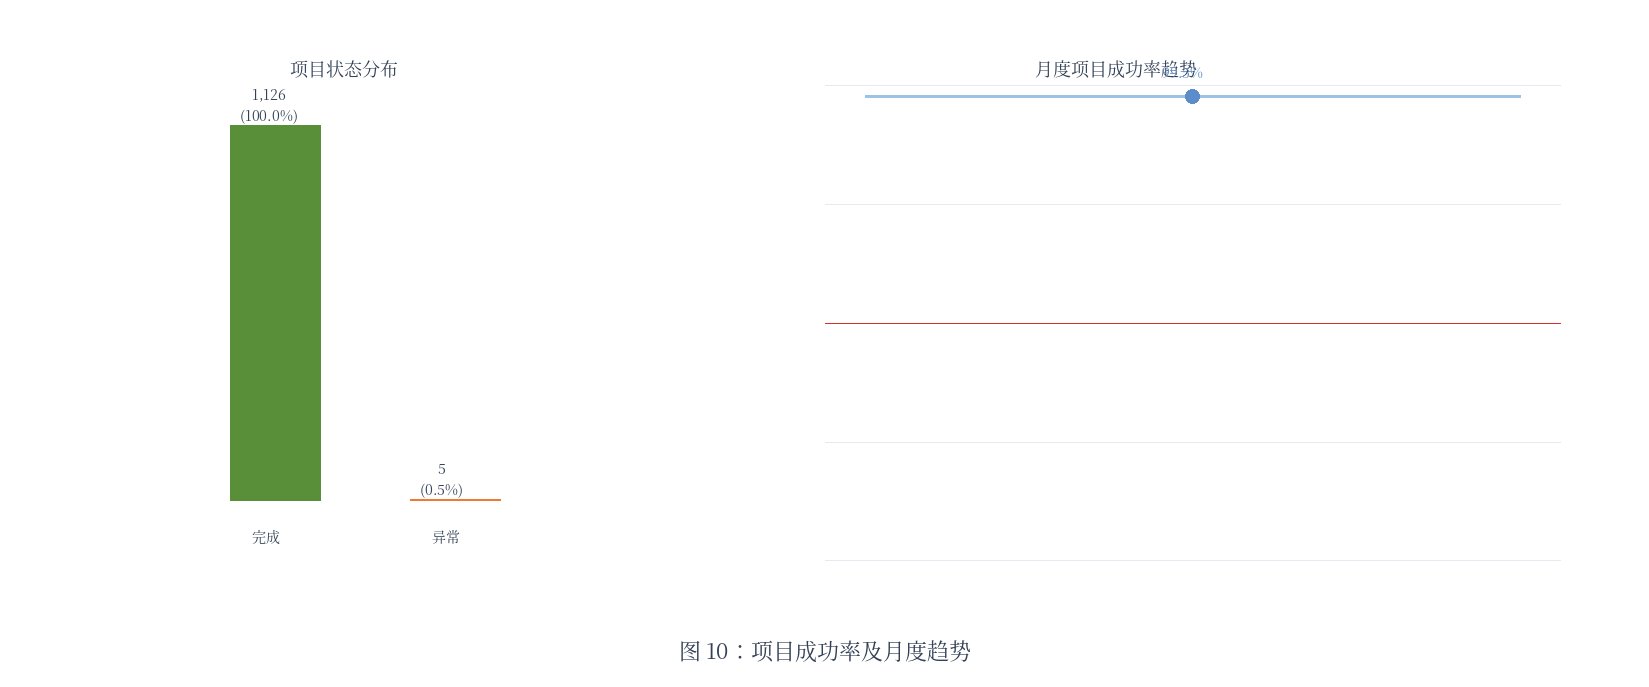 项目状态分布
1,126
(100.0%)
5
(0.5%)
完成
异常
月度项目成功率趋势
图 10：项目成功率及月度趋势